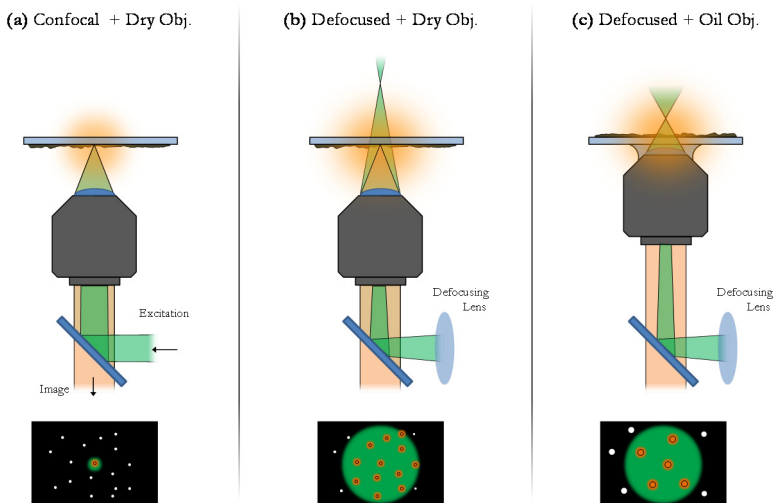 (a) Confocal + Dry Obj.
(b) Defocused + Dry Obj.
(c) Defocused + Oil Obj.
Excitation
Image
Defocusing
Lens
Defocusing
Lens